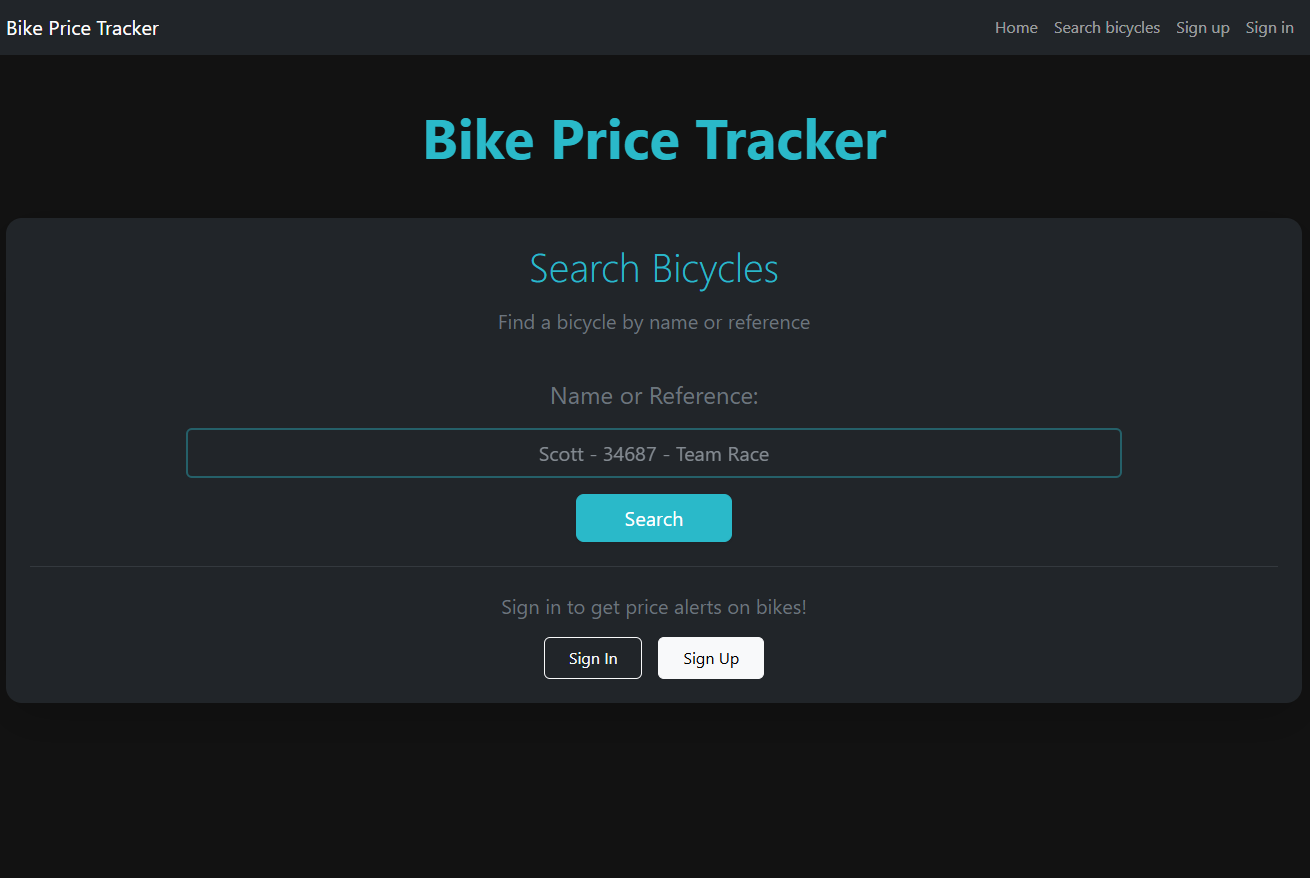 Bike Price Tracker
Home Search bicycles Sign up Sign in
Bike Price Tracker
Search Bicycles
Find a bicycle by name or reference
Name or Reference:
Scott - 34687 - Team Race
Search
Sign in to get price alerts on bikes!
Sign In Sign Up